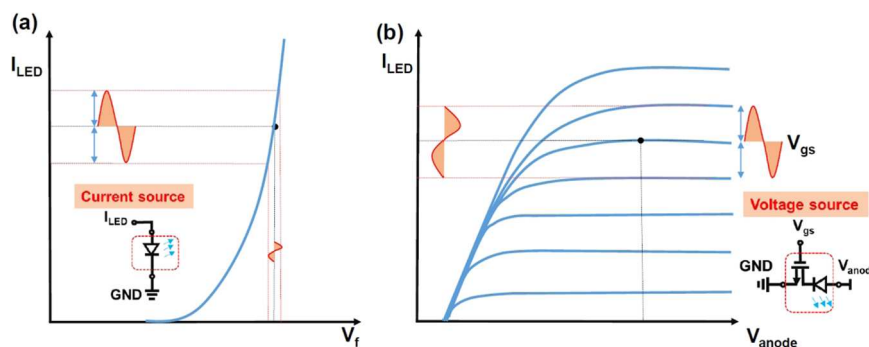 (a)
I_LED
Current source
I_LED
GND
V_f
(b)
I_LED
V_gs
Voltage source
V_gs
GND
V_anode
V_anode